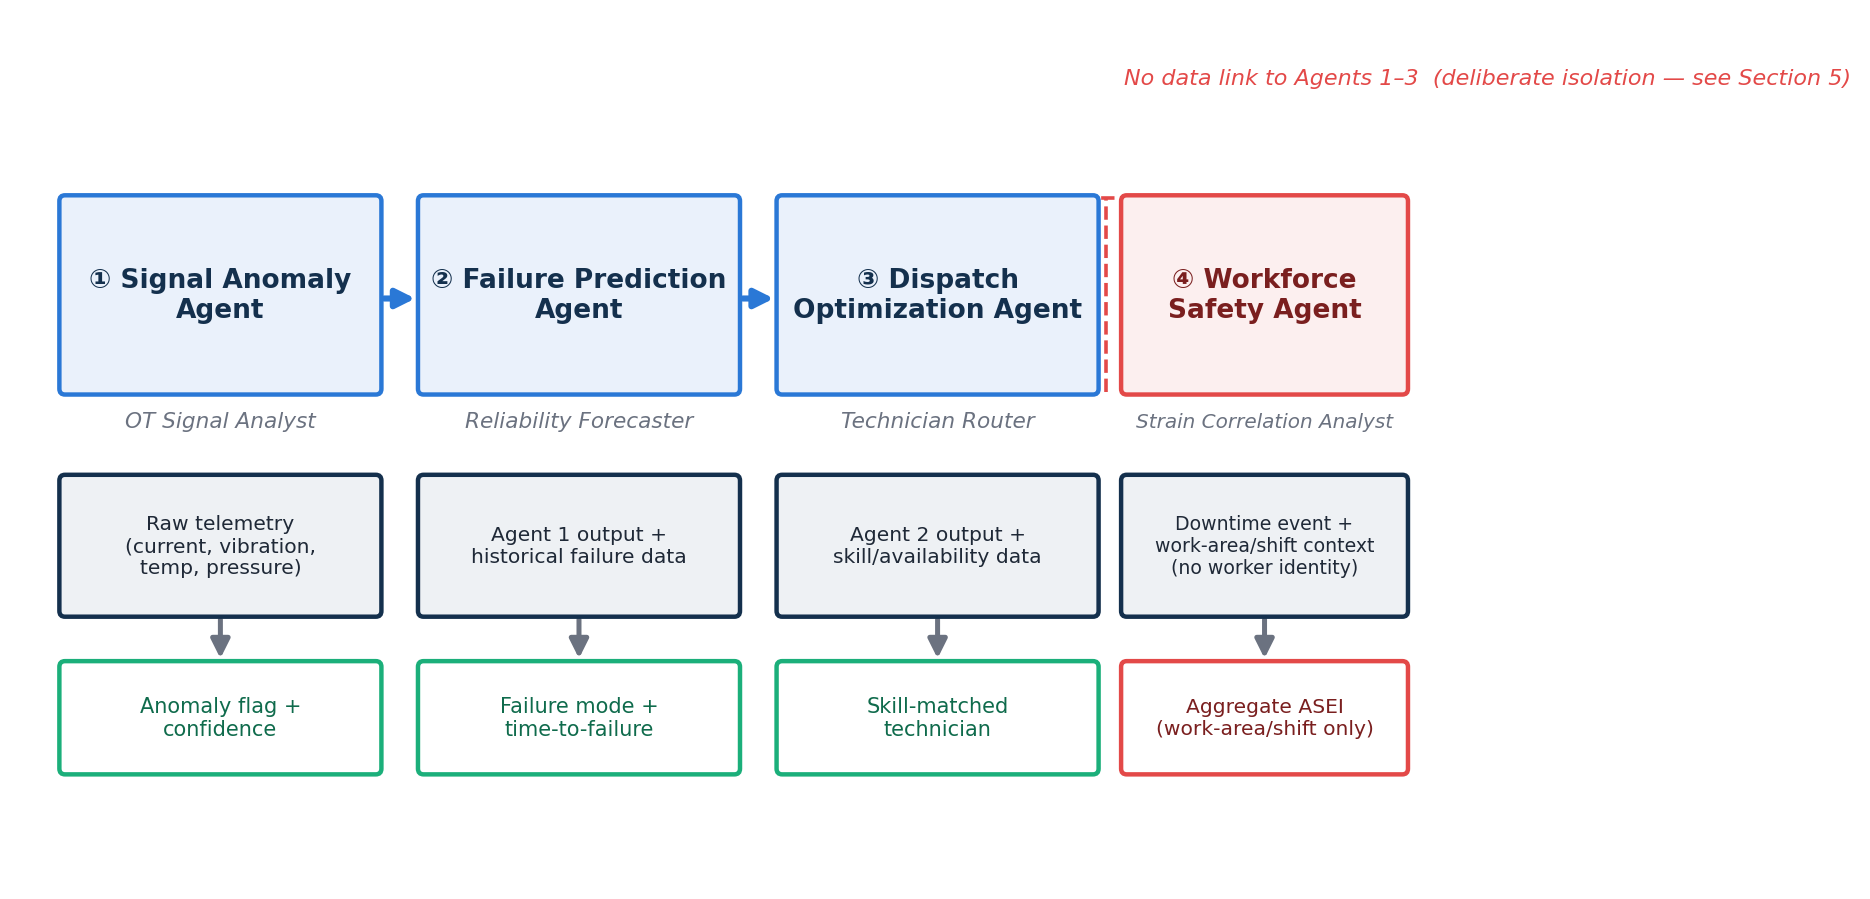 No data link to Agents 1–3 (deliberate isolation — see Section 5)
① Signal Anomaly
Agent
② Failure Prediction
Agent
③ Dispatch
Optimization Agent
④ Workforce
Safety Agent
OT Signal Analyst
Reliability Forecaster
Technician Router
Strain Correlation Analyst
Raw telemetry
(current, vibration,
temp, pressure)
Agent 1 output +
historical failure data
Agent 2 output +
skill/availability data
Downtime event +
work-area/shift context
(no worker identity)
Anomaly flag +
confidence
Failure mode +
time-to-failure
Skill-matched
technician
Aggregate ASEI
(work-area/shift only)